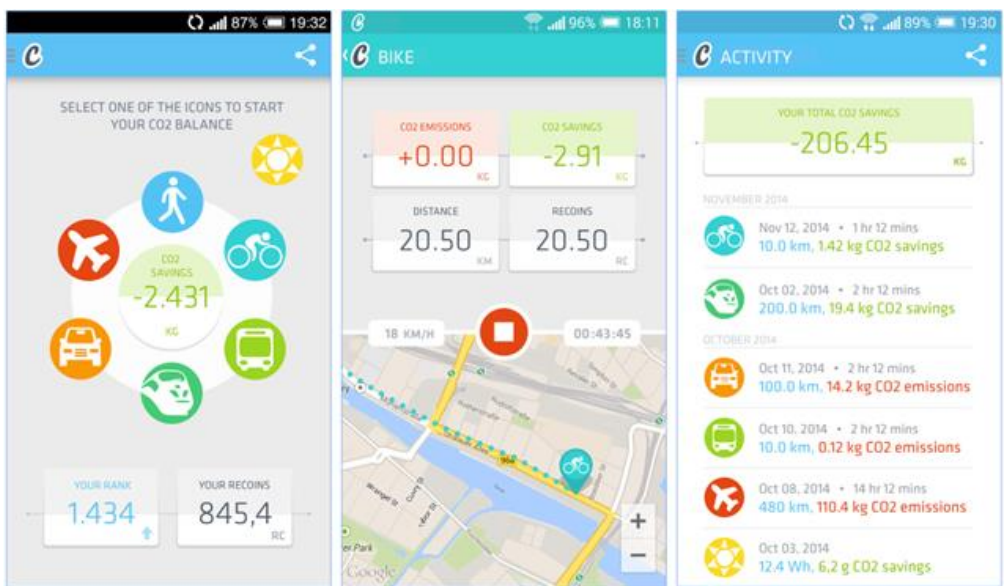 87% 19:32
C
SELECT ONE OF THE ICONS TO START
YOUR CO2 BALANCE
CO2
SAVINGS
-2.431
KG
YOUR RANK
1.434
YOUR RECOINS
845,4
RC
96% 18:11
C BIKE
CO2 EMISSIONS
+0.00
KG
CO2 SAVINGS
-2.91
KG
DISTANCE
20.50
KM
RECOINS
20.50
RC
18 KM/H
00:43:45
Wrangel St
Cuvry St
er Park
Google
+
−
89% 19:30
C ACTIVITY
YOUR TOTAL CO2 SAVINGS
-206.45
KG
NOVEMBER 2014
Nov 12, 2014 • 1 hr 12 mins
10.0 km, 1.42 kg CO2 savings
Oct 02, 2014 • 2 hr 12 mins
200.0 km, 19.4 kg CO2 savings
OCTOBER 2014
Oct 11, 2014 • 2 hr 12 mins
100.0 km, 14.2 kg CO2 emissions
Oct 10, 2014 • 2 hr 12 mins
10.0 km, 0.12 kg CO2 emissions
Oct 08, 2014 • 14 hr 12 mins
480 km, 110.4 kg CO2 emissions
Oct 03, 2014
12.4 Wh, 6,2 g CO2 savings